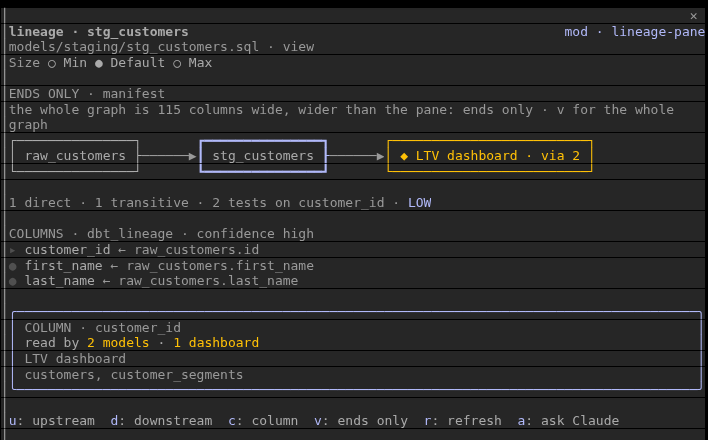 ×
lineage · stg_customers mod · lineage-pane
models/staging/stg_customers.sql · view
Size ○ Min ● Default ○ Max
ENDS ONLY · manifest
the whole graph is 115 columns wide, wider than the pane: ends only · v for the whole
graph
raw_customers stg_customers ◆ LTV dashboard · via 2
1 direct · 1 transitive · 2 tests on customer_id · LOW
COLUMNS · dbt_lineage · confidence high
▸ customer_id ← raw_customers.id
● first_name ← raw_customers.first_name
● last_name ← raw_customers.last_name
COLUMN · customer_id
read by 2 models · 1 dashboard
LTV dashboard
customers, customer_segments
u: upstream d: downstream c: column v: ends only r: refresh a: ask Claude